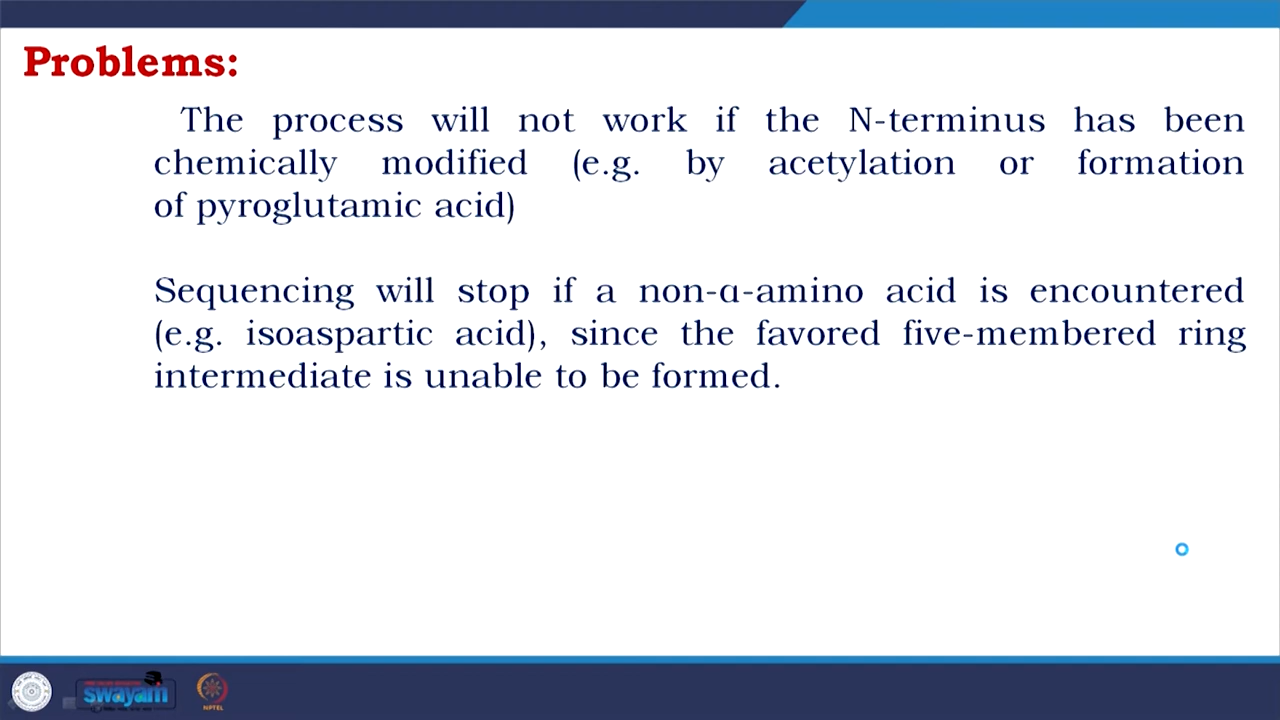 Problems:
The process will not work if the N-terminus has been
chemically modified (e.g. by acetylation or formation
of pyroglutamic acid)
Sequencing will stop if a non-α-amino acid is encountered
(e.g. isoaspartic acid), since the favored five-membered ring
intermediate is unable to be formed.
swayam
NPTEL